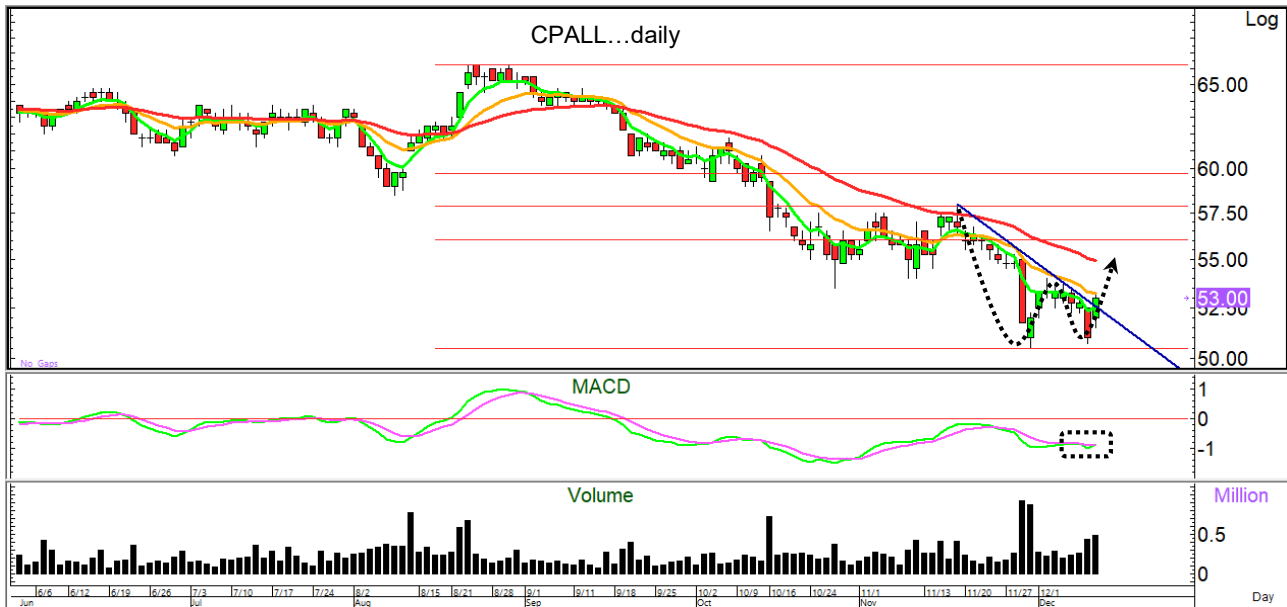 Log
CPALL...daily
65.00
60.00
57.50
55.00
53.00
52.50
50.00
No Gaps
MACD
1
0
-1
Volume
Million
0.5
0
6/6 6/12 6/19 6/26 7/3 7/10 7/17 7/24 8/2 8/15 8/21 8/28 9/1 9/11 9/18 9/25 10/2 10/9 10/16 10/24 11/1 11/13 11/20 11/27 12/1
Jun Jul Aug Sep Oct Nov Dec Day